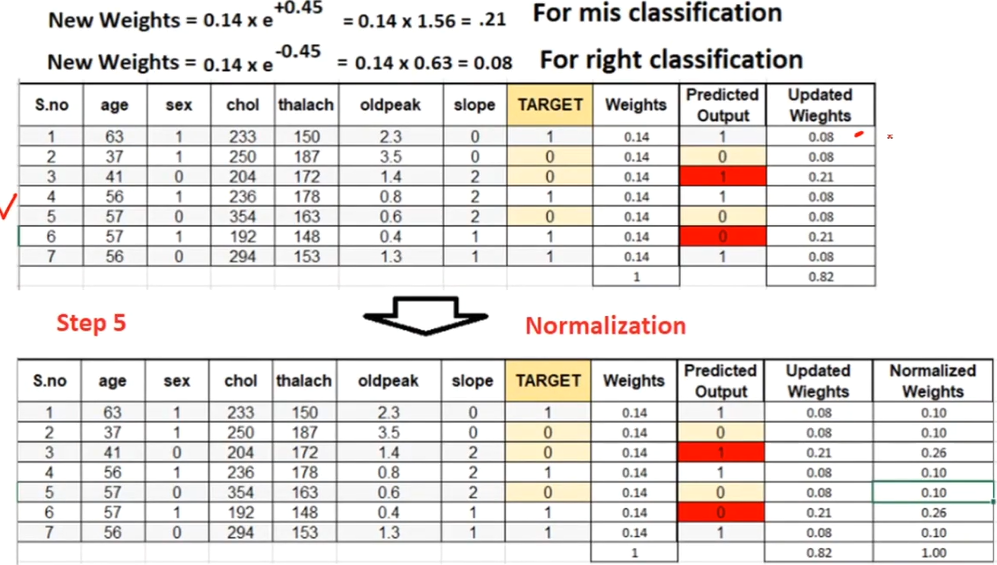 New Weights = 0.14 x e+0.45 = 0.14 x 1.56 = .21 For mis classification
New Weights = 0.14 x e-0.45 = 0.14 x 0.63 = 0.08 For right classification
S.no age sex chol thalach oldpeak slope TARGET Weights Predicted Output Updated Wieghts
1 63 1 233 150 2.3 0 1 0.14 1 0.08
2 37 1 250 187 3.5 0 0 0.14 0 0.08
3 41 0 204 172 1.4 2 0 0.14 1 0.21
4 56 1 236 178 0.8 2 1 0.14 1 0.08
5 57 0 354 163 0.6 2 0 0.14 0 0.08
6 57 1 192 148 0.4 1 1 0.14 0 0.21
7 56 0 294 153 1.3 1 1 0.14 1 0.08
1 0.82
Step 5 Normalization
S.no age sex chol thalach oldpeak slope TARGET Weights Predicted Output Updated Wieghts Normalized Weights
1 63 1 233 150 2.3 0 1 0.14 1 0.08 0.10
2 37 1 250 187 3.5 0 0 0.14 0 0.08 0.10
3 41 0 204 172 1.4 2 0 0.14 1 0.21 0.26
4 56 1 236 178 0.8 2 1 0.14 1 0.08 0.10
5 57 0 354 163 0.6 2 0 0.14 0 0.08 0.10
6 57 1 192 148 0.4 1 1 0.14 0 0.21 0.26
7 56 0 294 153 1.3 1 1 0.14 1 0.08 0.10
1 0.82 1.00